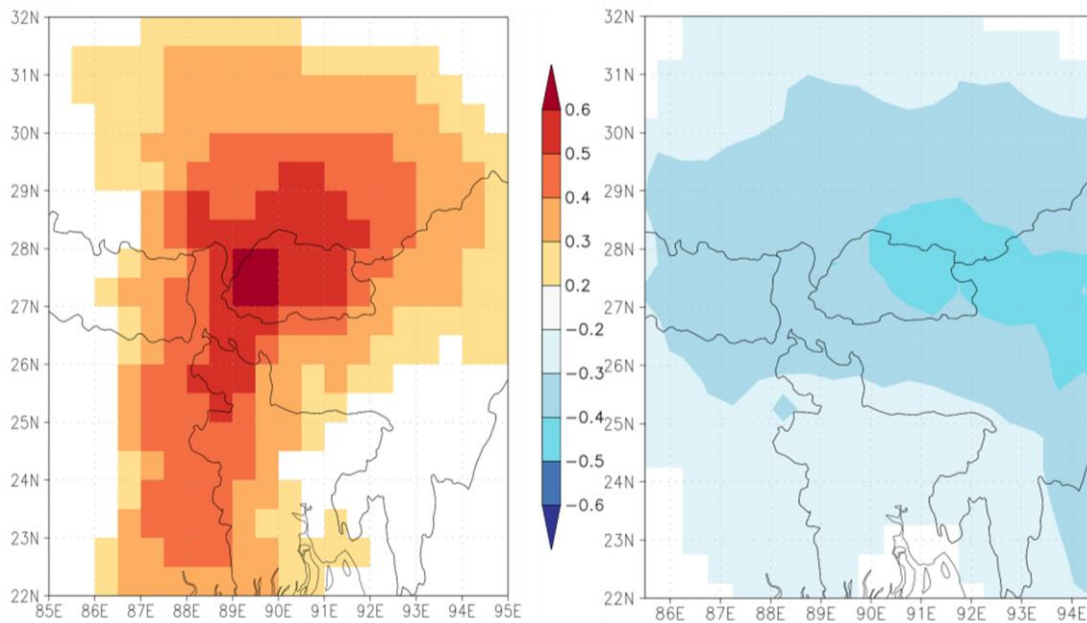 32N
31N
30N
29N
28N
27N
26N
25N
24N
23N
22N
85E 86E 87E 88E 89E 90E 91E 92E 93E 94E 95E
0.6
0.5
0.4
0.3
0.2
-0.2
-0.3
-0.4
-0.5
-0.6
32N
31N
30N
29N
28N
27N
26N
25N
24N
23N
22N
86E 87E 88E 89E 90E 91E 92E 93E 94E